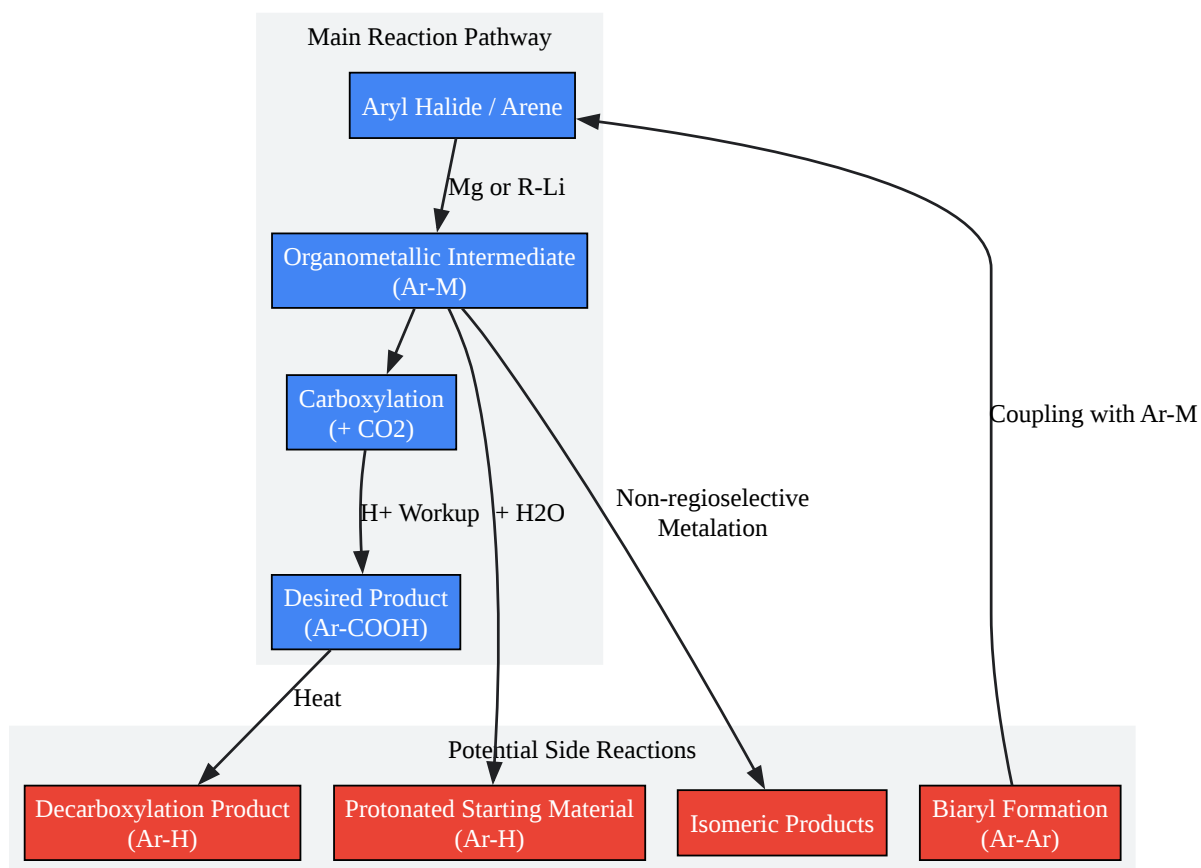 Main Reaction Pathway
Aryl Halide / Arene
Mg or R-Li
Organometallic Intermediate
(Ar-M)
Carboxylation
(+ CO2)
Coupling with Ar-M
Non-regioselective
Metalation
H+ Workup
+ H2O
Desired Product
(Ar-COOH)
Heat
Potential Side Reactions
Decarboxylation Product
(Ar-H)
Protonated Starting Material
(Ar-H)
Isomeric Products
Biaryl Formation
(Ar-Ar)